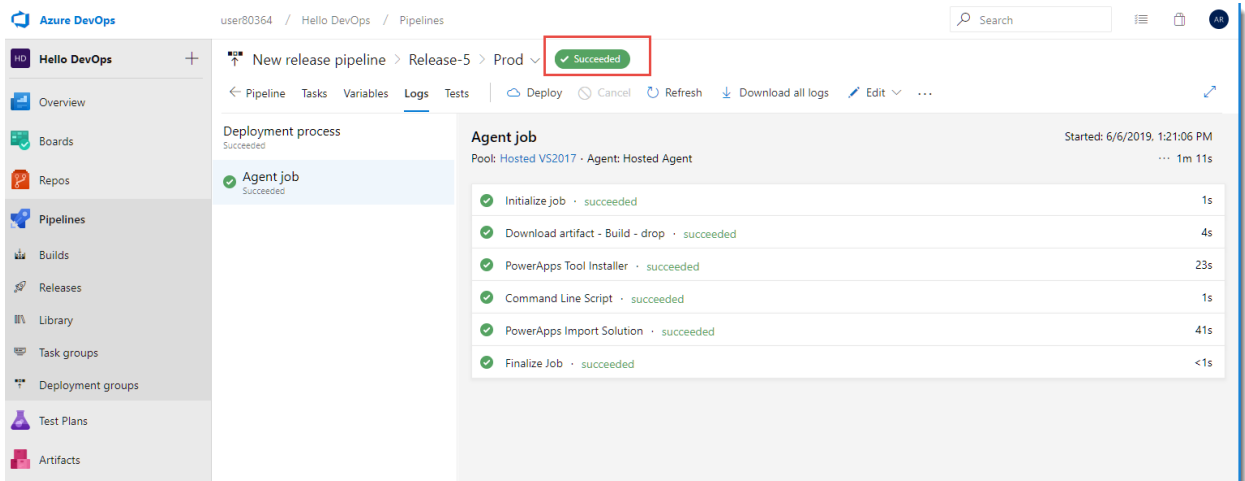 Azure DevOps
user80364 / Hello DevOps / Pipelines
Search
AR
HD Hello DevOps
Overview
Boards
Repos
Pipelines
Builds
Releases
Library
Task groups
Deployment groups
Test Plans
Artifacts
New release pipeline > Release-5 > Prod
Succeeded
Pipeline Tasks Variables Logs Tests Deploy Cancel Refresh Download all logs Edit ...
Deployment process
Succeeded
Agent job
Succeeded
Agent job
Started: 6/6/2019, 1:21:06 PM
Pool: Hosted VS2017 · Agent: Hosted Agent
... 1m 11s
Initialize job · succeeded 1s
Download artifact - Build - drop · succeeded 4s
PowerApps Tool Installer · succeeded 23s
Command Line Script · succeeded 1s
PowerApps Import Solution · succeeded 41s
Finalize Job · succeeded <1s